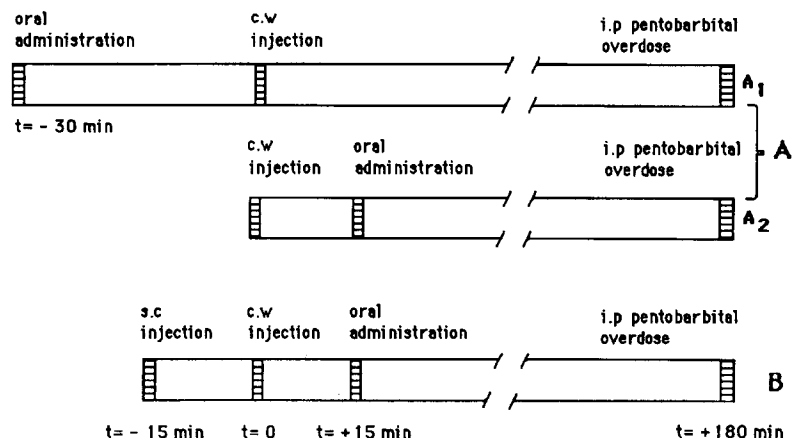 oral administration
c.w injection
i.p pentobarbital overdose
A1
t= - 30 min
A
c.w injection
oral administration
i.p pentobarbital overdose
A2
s.c injection
c.w injection
oral administration
i.p pentobarbital overdose
B
t= - 15 min
t= 0
t= +15 min
t= +180 min